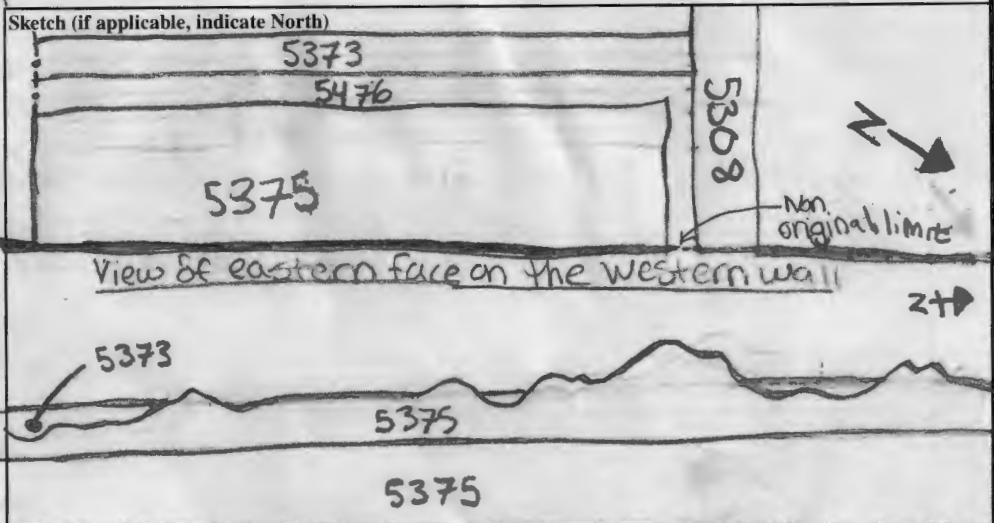 Sketch (if applicable, indicate North)
5373
5476
5308
N
5375
Non
original limit
View of eastern face on the western wall
N
5373
5375
5375